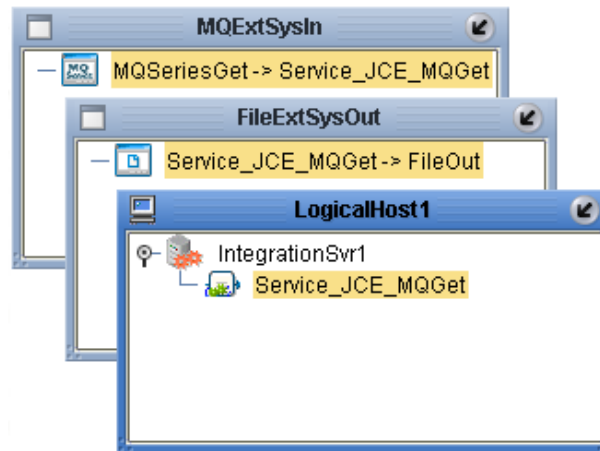 MQExtSysIn
MQSeriesGet -> Service_JCE_MQGet
FileExtSysOut
Service_JCE_MQGet -> FileOut
LogicalHost1
IntegrationSvr1
Service_JCE_MQGet